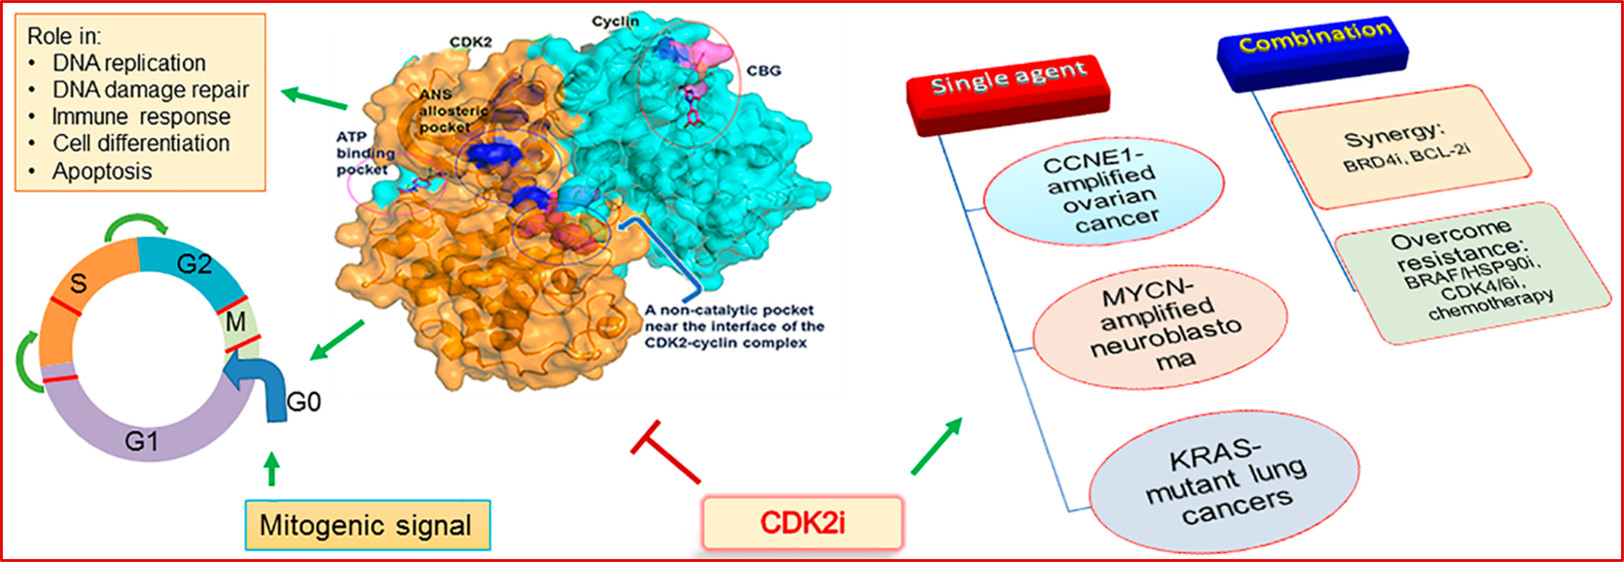 Role in:
• DNA replication
• DNA damage repair
• Immune response
• Cell differentiation
• Apoptosis
CDK2
Cyclin
CBG
ANS
allosteric
pocket
ATP
binding
pocket
A non-catalytic pocket
near the interface of the
CDK2-cyclin complex
S
G2
M
G0
G1
Mitogenic signal
CDK2i
Single agent
CCNE1-
amplified
ovarian
cancer
MYCN-
amplified
neuroblasto
ma
KRAS-
mutant lung
cancers
Combination
Synergy:
BRD4i, BCL-2i
Overcome
resistance:
BRAF/HSP90i,
CDK4/6i,
chemotherapy